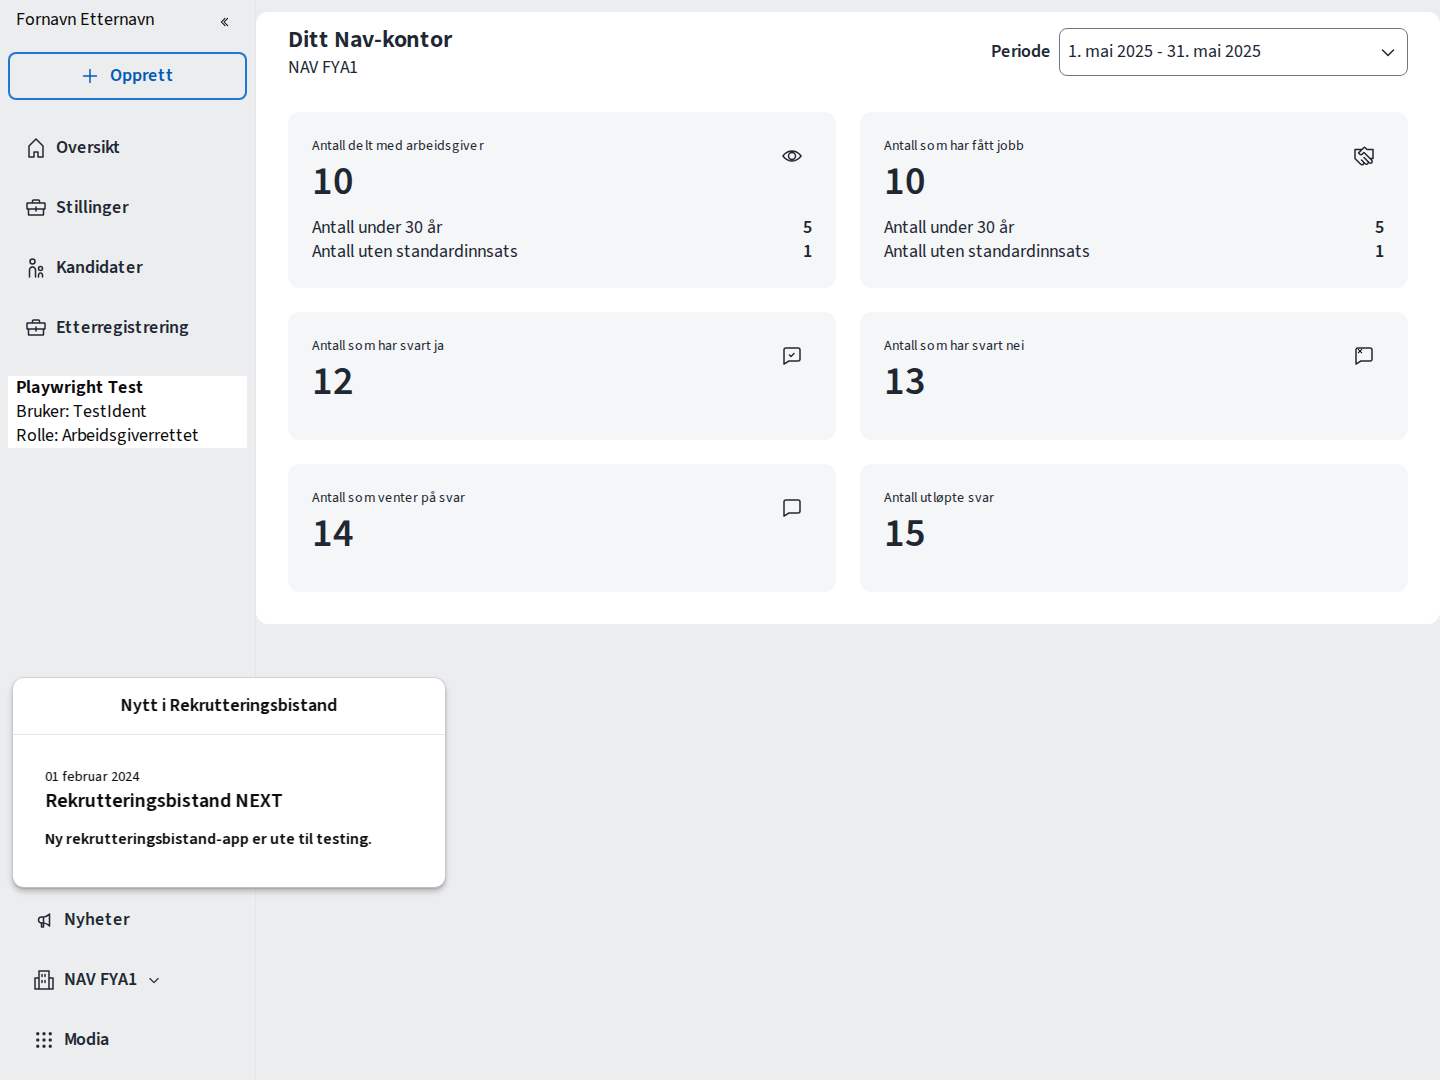 Fornavn Etternavn
Opprett
Oversikt
Stillinger
Kandidater
Etterregistrering
Playwright Test
Bruker: TestIdent
Rolle: Arbeidsgiverrettet
Ditt Nav-kontor
NAV FYA1
Periode
1. mai 2025 - 31. mai 2025
Antall delt med arbeidsgiver
10
Antall under 30 år 5
Antall uten standardinnsats 1
Antall som har fått jobb
10
Antall under 30 år 5
Antall uten standardinnsats 1
Antall som har svart ja
12
Antall som har svart nei
13
Antall som venter på svar
14
Antall utløpte svar
15
Nytt i Rekrutteringsbistand
01 februar 2024
Rekrutteringsbistand NEXT
Ny rekrutteringsbistand-app er ute til testing.
Nyheter
NAV FYA1
Modia